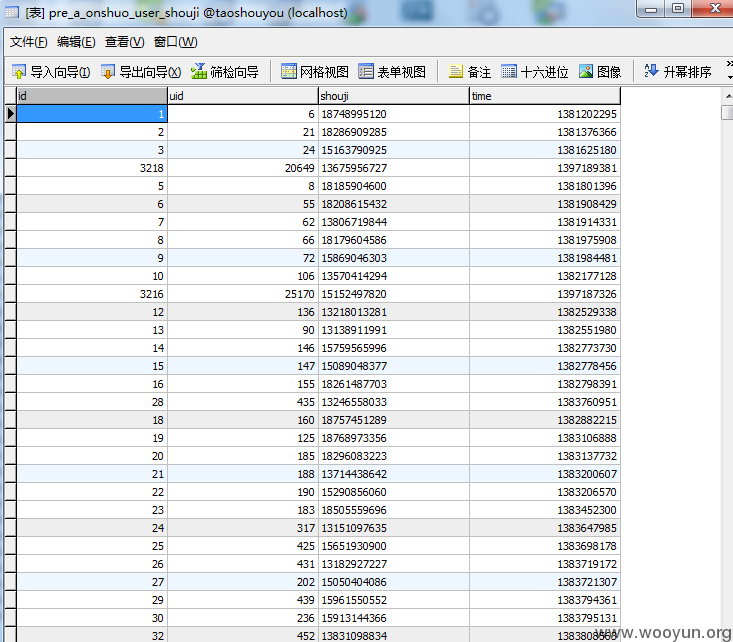 [表] pre_a_onshuo_user_shouji @taoshouyou (localhost)
文件(F) 编辑(E) 查看(V) 窗口(W)
导入向导(I) 导出向导(X) 筛检向导 网格视图 表单视图 备注 十六进位 图像 升幂排序
id uid shouji time
1 6 18748995120 1381202295
2 21 18286909285 1381376366
3 24 15163790925 1381625180
3218 20649 13675956727 1397189381
5 8 18185904600 1381801396
6 55 18208615432 1381908429
7 62 13806719844 1381914331
8 66 18179604586 1381975908
9 72 15869046303 1381984481
10 106 13570414294 1382177128
3216 25170 15152497820 1397187326
12 136 13218013281 1382529338
13 90 13138911991 1382551980
14 146 15759565996 1382773730
15 147 15089048377 1382778456
16 155 18261487703 1382798391
28 435 13246558033 1383760951
18 160 18757451289 1382882215
19 125 18768973356 1383106888
20 185 18296083223 1383137732
21 188 13714438642 1383200607
22 190 15290856060 1383206570
23 183 18505559696 1383452300
24 317 13151097635 1383647985
25 425 15651930900 1383698178
26 431 13182927227 1383719172
27 202 15050404086 1383721307
29 439 15961550552 1383794361
30 236 15913144366 1383795131
32 452 13831098834
www.wooyun.org